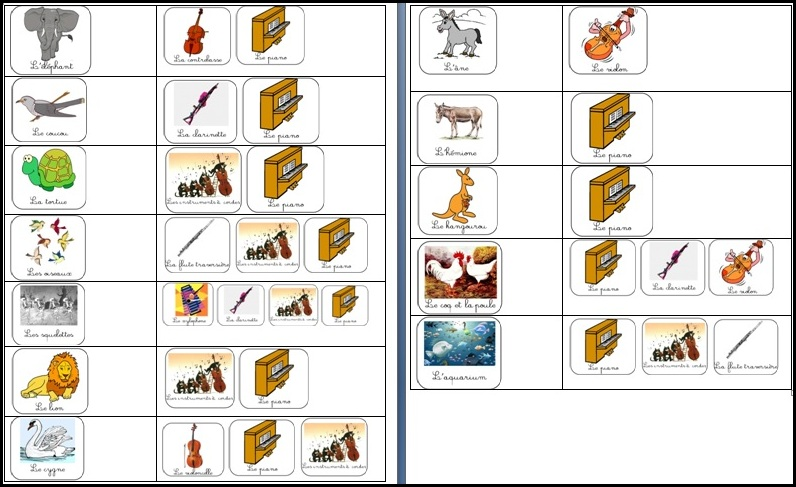 L'éléphant
La contrebasse
Le piano
Le coucou
La clarinette
Le piano
La tortue
Les instruments à cordes
Le piano
Les oiseaux
La flute traversière
Les instruments à cordes
Le piano
Les squelettes
Le xylophone
La clarinette
Les instruments à cordes
Le piano
Le lion
Les instruments à cordes
Le piano
Le cygne
Le violoncelle
Le piano
Les instruments à cordes
L'âne
Le violon
L'hémione
Le piano
Le kangourou
Le piano
Le coq et la poule
Le piano
La clarinette
Le violon
L'aquarium
Le piano
Les instruments à cordes
La flute traversière